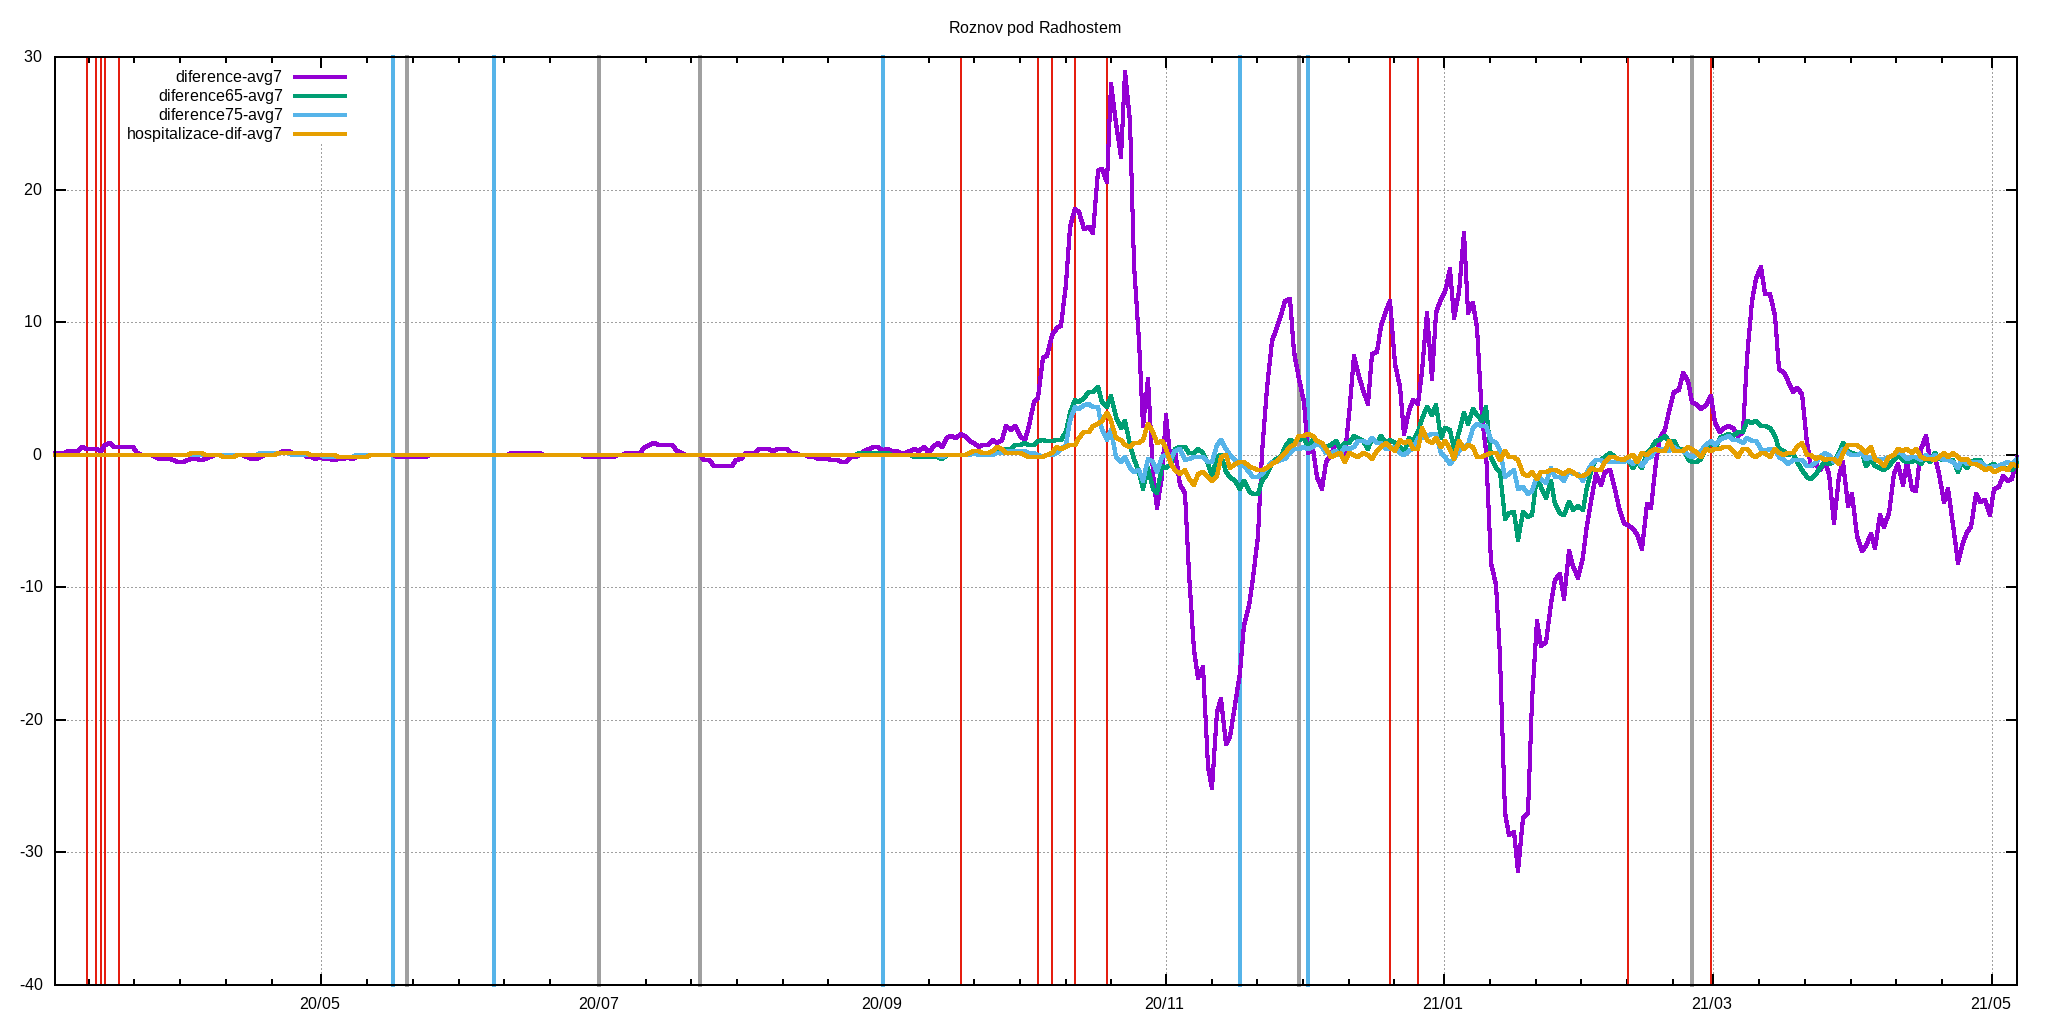 Roznov pod Radhostem
diference-avg7
diference65-avg7
diference75-avg7
hospitalizace-dif-avg7
30
20
10
0
-10
-20
-30
-40
20/05 20/07 20/09 20/11 21/01 21/03 21/05